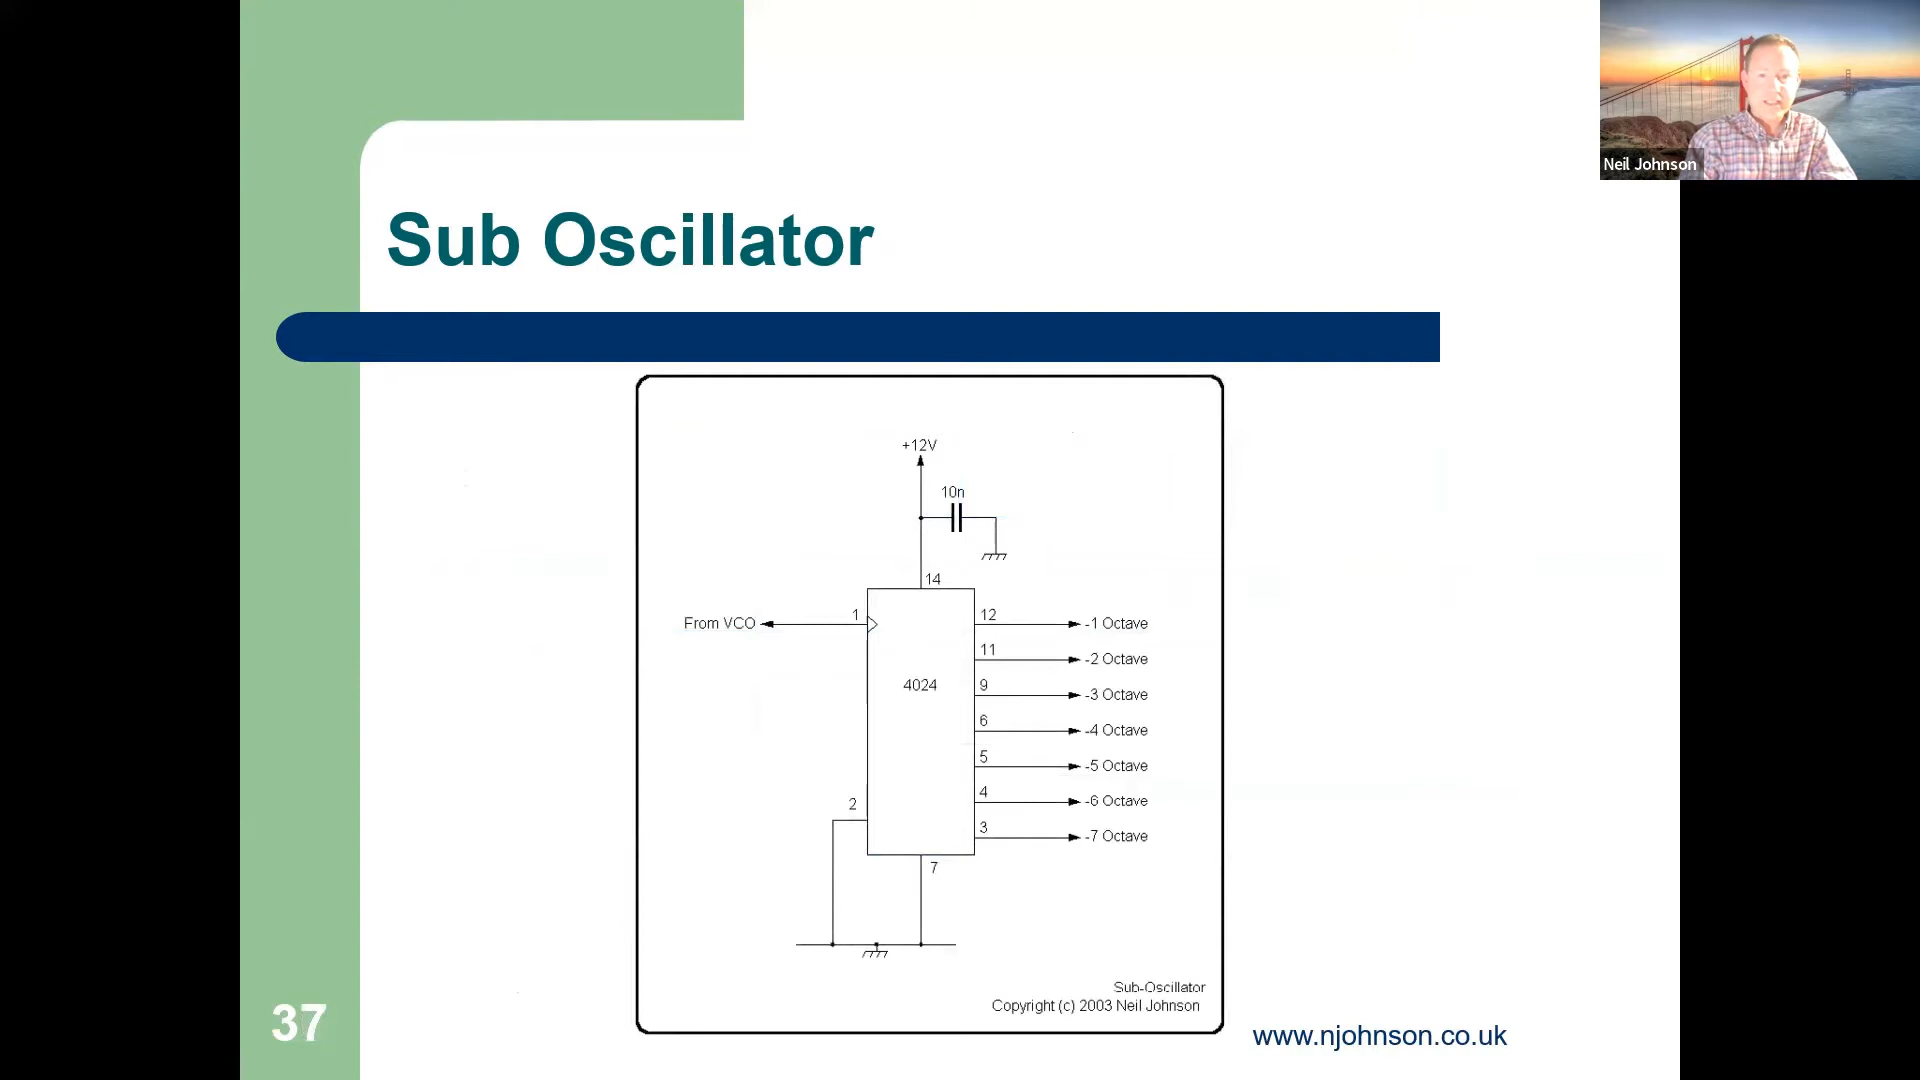 Neil Johnson
Sub Oscillator
+12V
10n
14
From VCO
1
12
-1 Octave
11
-2 Octave
4024
9
-3 Octave
6
-4 Octave
5
-5 Octave
2
4
-6 Octave
3
-7 Octave
7
Sub-Oscillator
Copyright (c) 2003 Neil Johnson
37
www.njohnson.co.uk